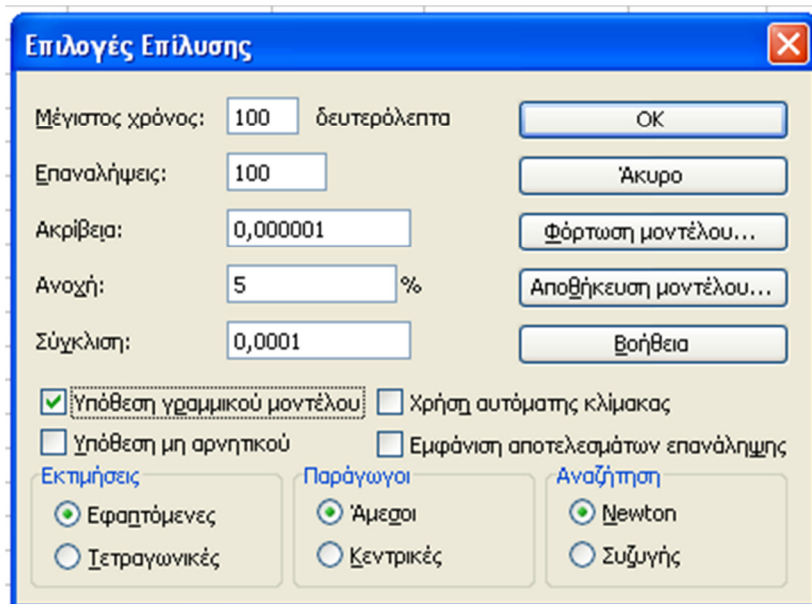 Επιλογές Επίλυσης
Μέγιστος χρόνος: 100 δευτερόλεπτα OK
Επαναλήψεις: 100 Άκυρο
Ακρίβεια: 0,000001 Φόρτωση μοντέλου...
Ανοχή: 5 % Αποθήκευση μοντέλου...
Σύγκλιση: 0,0001 Βοήθεια
Υπόθεση γραμμικού μοντέλου Χρήση αυτόματης κλίμακας
Υπόθεση μη αρνητικού Εμφάνιση αποτελεσμάτων επανάληψης
Εκτιμήσεις Παράγωγοι Αναζήτηση
Εφαπτόμενες Άμεσοι Newton
Τετραγωνικές Κεντρικές Συζυγής